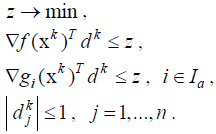 z → min ,
∇f(x^k)^T d^k ≤ z ,
∇g_i(x^k)^T d^k ≤ z , i ∈ I_a ,
|d_j^k| ≤ 1 , j = 1,...,n .